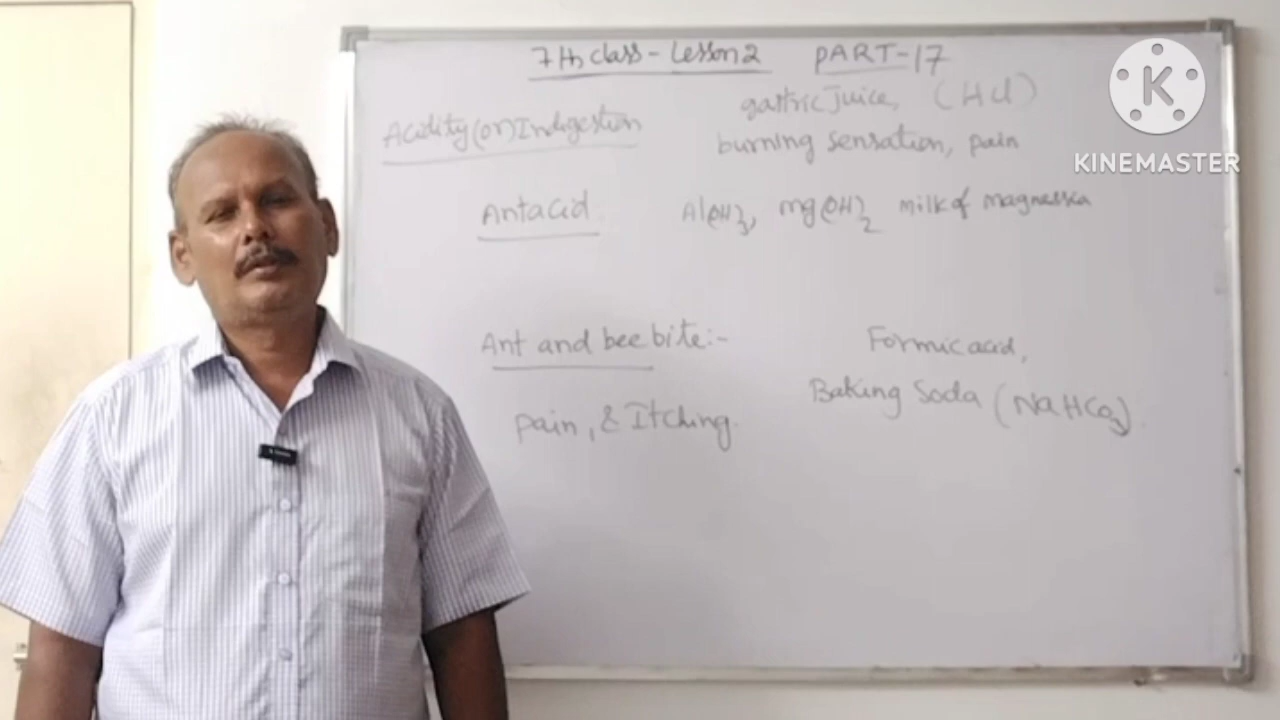 7th class - Lesson 2 PART-17
Acidity (or) Indigestion gastric juice, (HCl)
burning sensation, pain
Antacid Al(OH)3, Mg(OH)2 milk of magnessia
Ant and bee bite:- Formic acid,
Pain, & Itching. Baking Soda (NaHCO3)
K
KINEMASTER